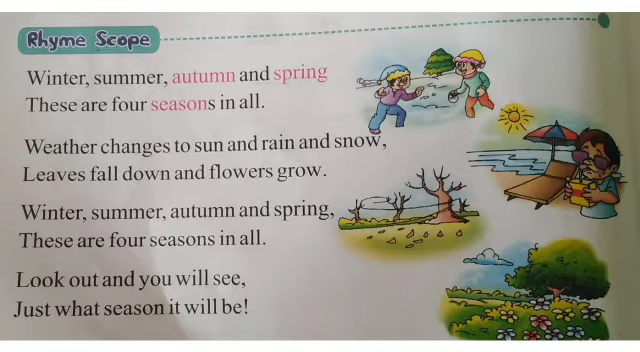 Rhyme Scope
Winter, summer, autumn and spring
These are four seasons in all.
Weather changes to sun and rain and snow,
Leaves fall down and flowers grow.
Winter, summer, autumn and spring,
These are four seasons in all.
Look out and you will see,
Just what season it will be!